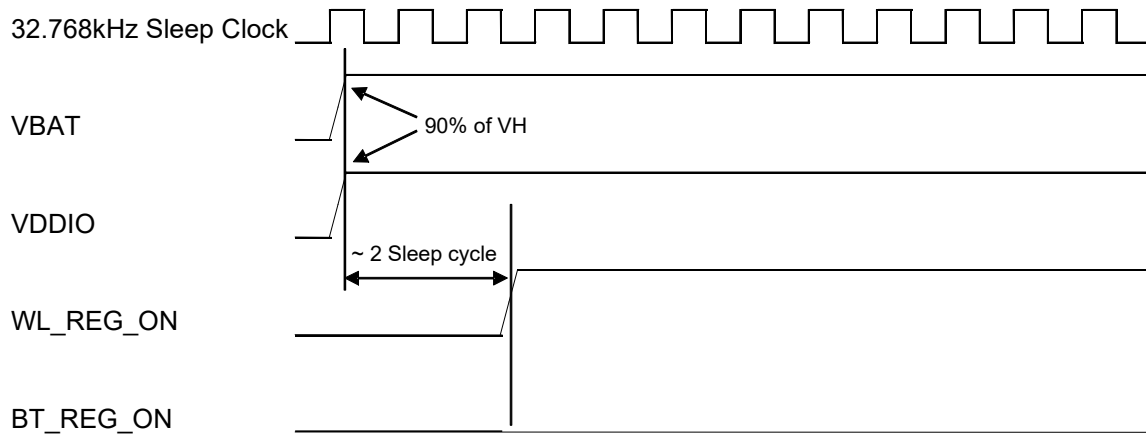 32.768kHz Sleep Clock
VBAT
90% of VH
VDDIO
~ 2 Sleep cycle
WL_REG_ON
BT_REG_ON